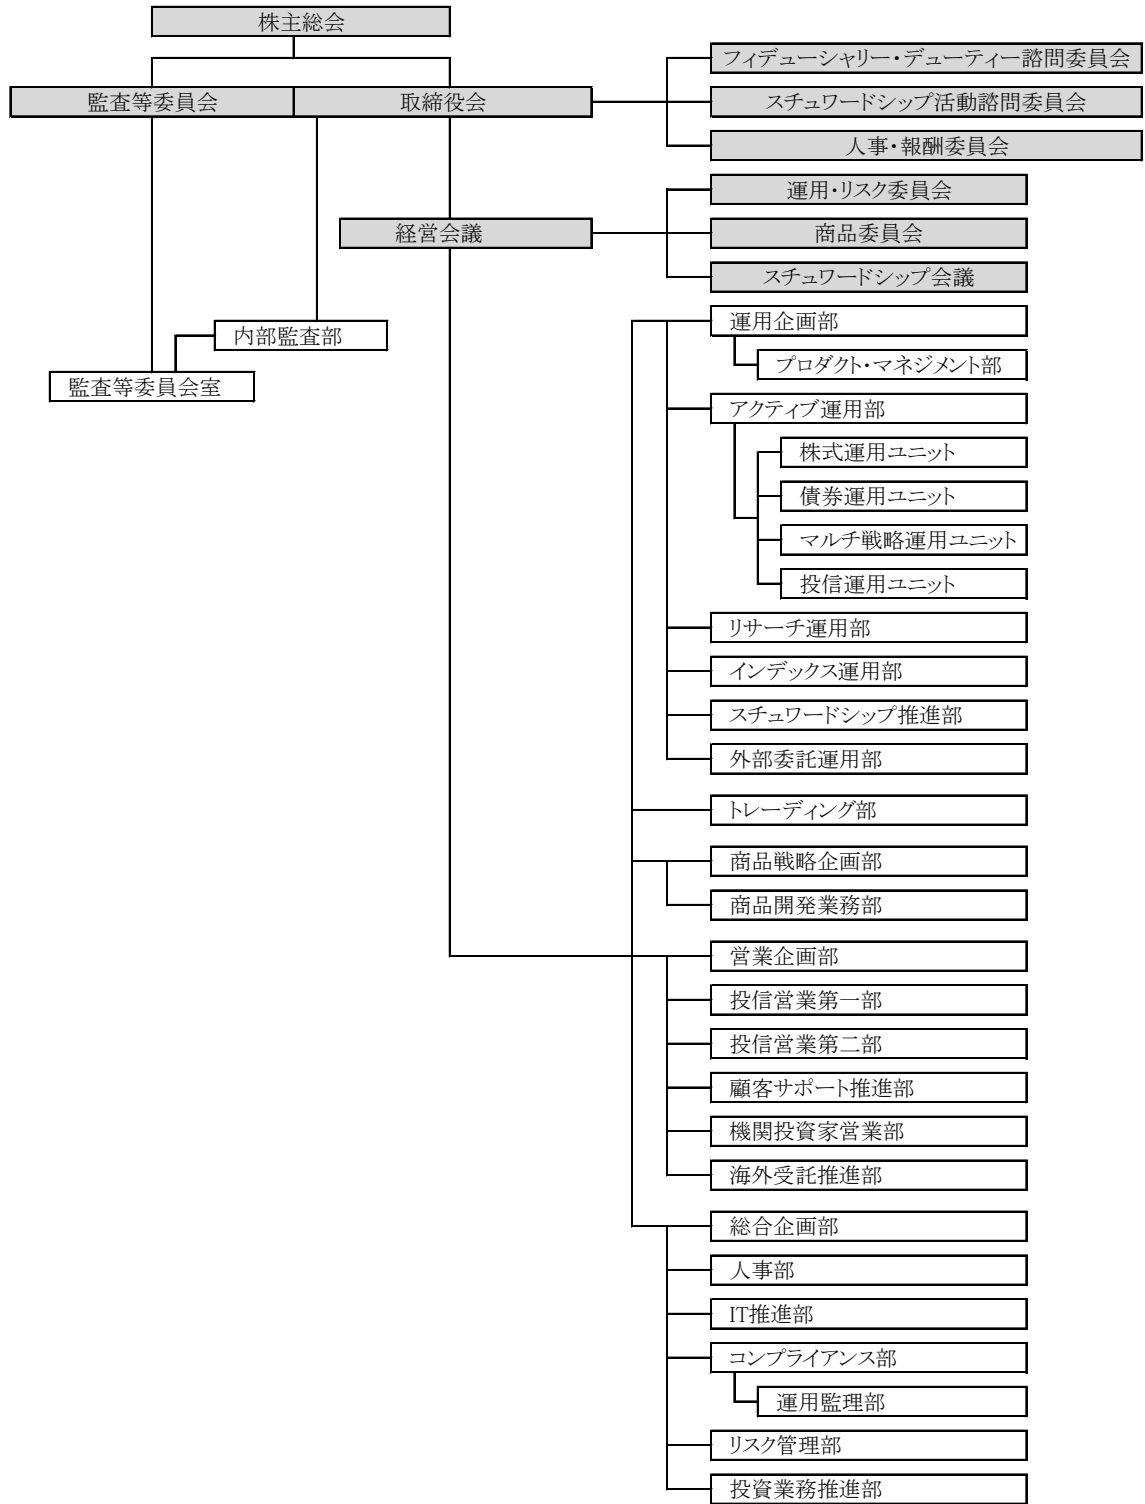 株主総会
フィデューシャリー・デューティー諮問委員会
監査等委員会
取締役会
スチュワードシップ活動諮問委員会
人事・報酬委員会
運用・リスク委員会
経営会議
商品委員会
スチュワードシップ会議
運用企画部
内部監査部
プロダクト・マネジメント部
監査等委員会室
アクティブ運用部
株式運用ユニット
債券運用ユニット
マルチ戦略運用ユニット
投信運用ユニット
リサーチ運用部
インデックス運用部
スチュワードシップ推進部
外部委託運用部
トレーディング部
商品戦略企画部
商品開発業務部
営業企画部
投信営業第一部
投信営業第二部
顧客サポート推進部
機関投資家営業部
海外受託推進部
総合企画部
人事部
IT推進部
コンプライアンス部
運用監理部
リスク管理部
投資業務推進部